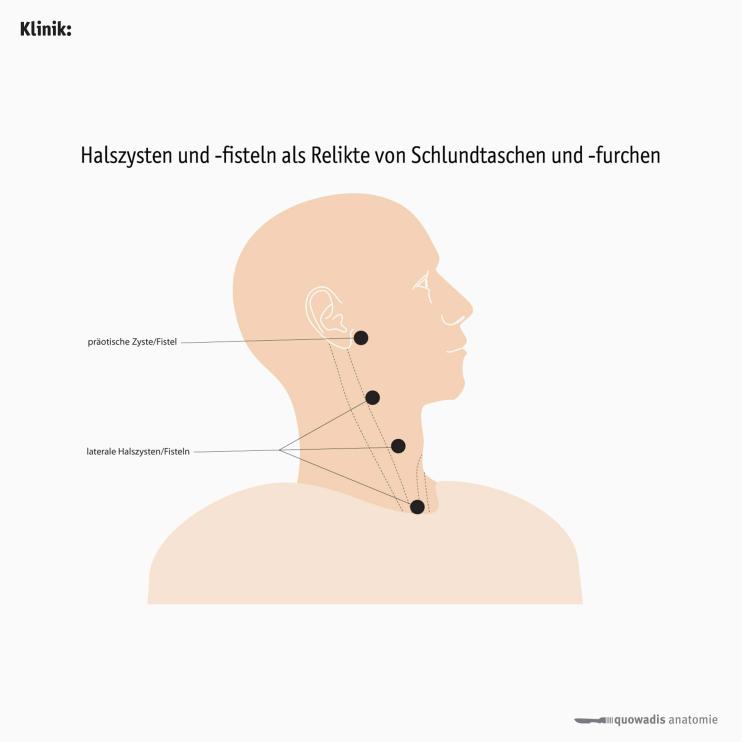 Klinik:
Halszysten und -fisteln als Relikte von Schlundtaschen und -furchen
präotische Zyste/Fistel
laterale Halszysten/Fisteln
quowadis anatomie